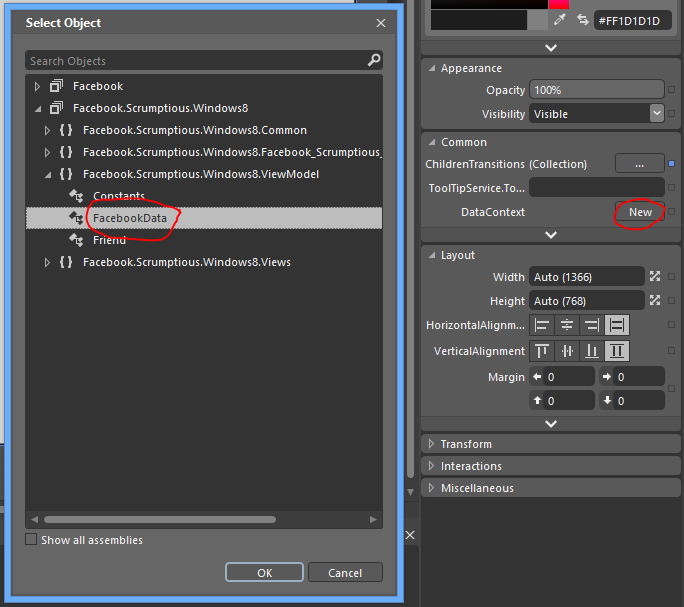 Select Object
Search Objects
Facebook
Facebook.Scrumptious.Windows8
Facebook.Scrumptious.Windows8.Common
Facebook.Scrumptious.Windows8.Facebook_Scrumptious_
Facebook.Scrumptious.Windows8.ViewModel
Constants
FacebookData
Friend
Facebook.Scrumptious.Windows8.Views
Show all assemblies
OK Cancel
#FF1D1D1D
Appearance
Opacity 100%
Visibility Visible
Common
ChildrenTransitions (Collection) ...
ToolTipService.To...
DataContext New
Layout
Width Auto (1366)
Height Auto (768)
HorizontalAlignm...
VerticalAlignment
Margin 0 0
0 0
Transform
Interactions
Miscellaneous